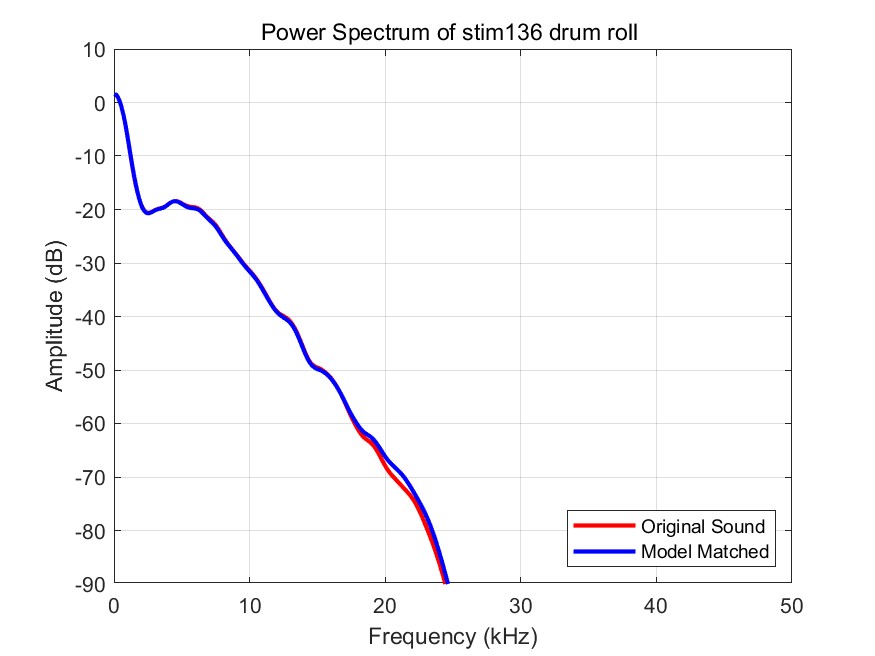 Power Spectrum of stim136 drum roll
10
0
-10
-20
-30
-40
-50
-60
-70
-80
-90
Amplitude (dB)
Original Sound
Model Matched
0 10 20 30 40 50
Frequency (kHz)